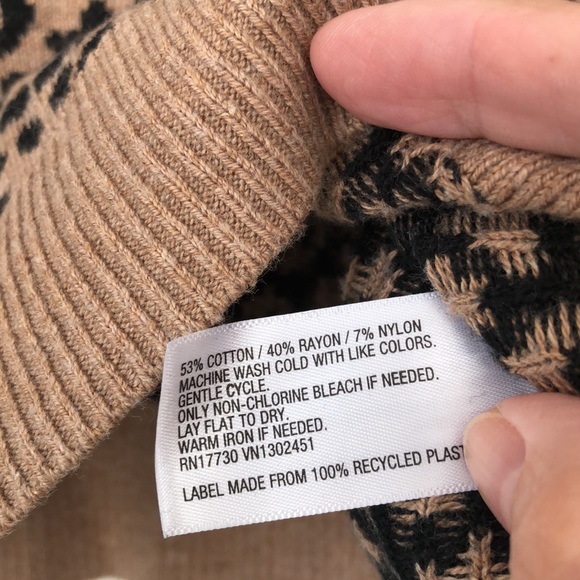 53% COTTON / 40% RAYON / 7% NYLON
MACHINE WASH COLD WITH LIKE COLORS.
GENTLE CYCLE.
ONLY NON-CHLORINE BLEACH IF NEEDED.
LAY FLAT TO DRY.
WARM IRON IF NEEDED.
RN17730 VN1302451
LABEL MADE FROM 100% RECYCLED PLASTIC